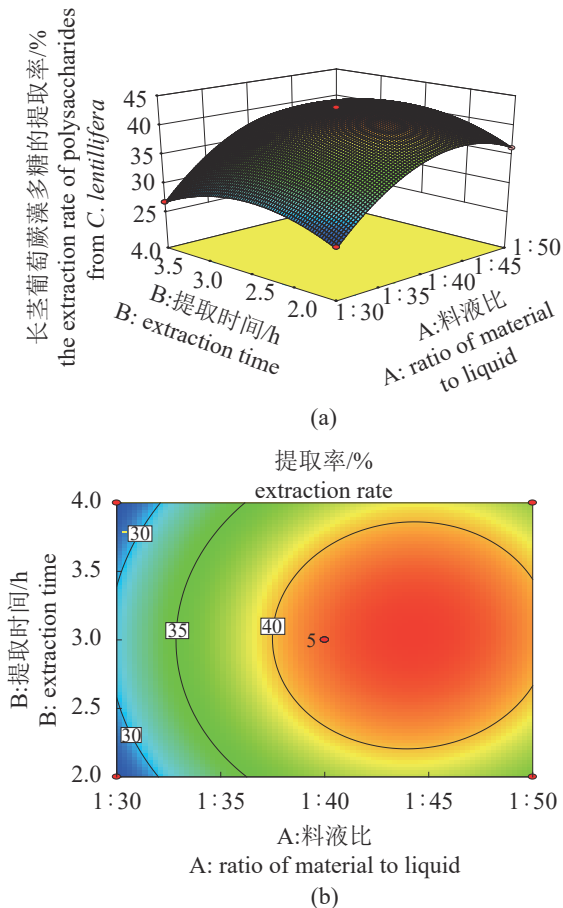 长茎葡萄蕨藻多糖的提取率/%
the extraction rate of polysaccharides
from C. lentillifera
45
40
35
30
25
4.0
3.5
3.0
2.5
2.0
B:提取时间/h
B: extraction time
1∶30
1∶35
1∶40
1∶45
1∶50
A:料液比
A: ratio of material
to liquid
(a)
提取率/%
extraction rate
B:提取时间/h
B: extraction time
4.0
3.5
3.0
2.5
2.0
30
35
40
5
30
1∶30
1∶35
1∶40
1∶45
1∶50
A:料液比
A: ratio of material to liquid
(b)